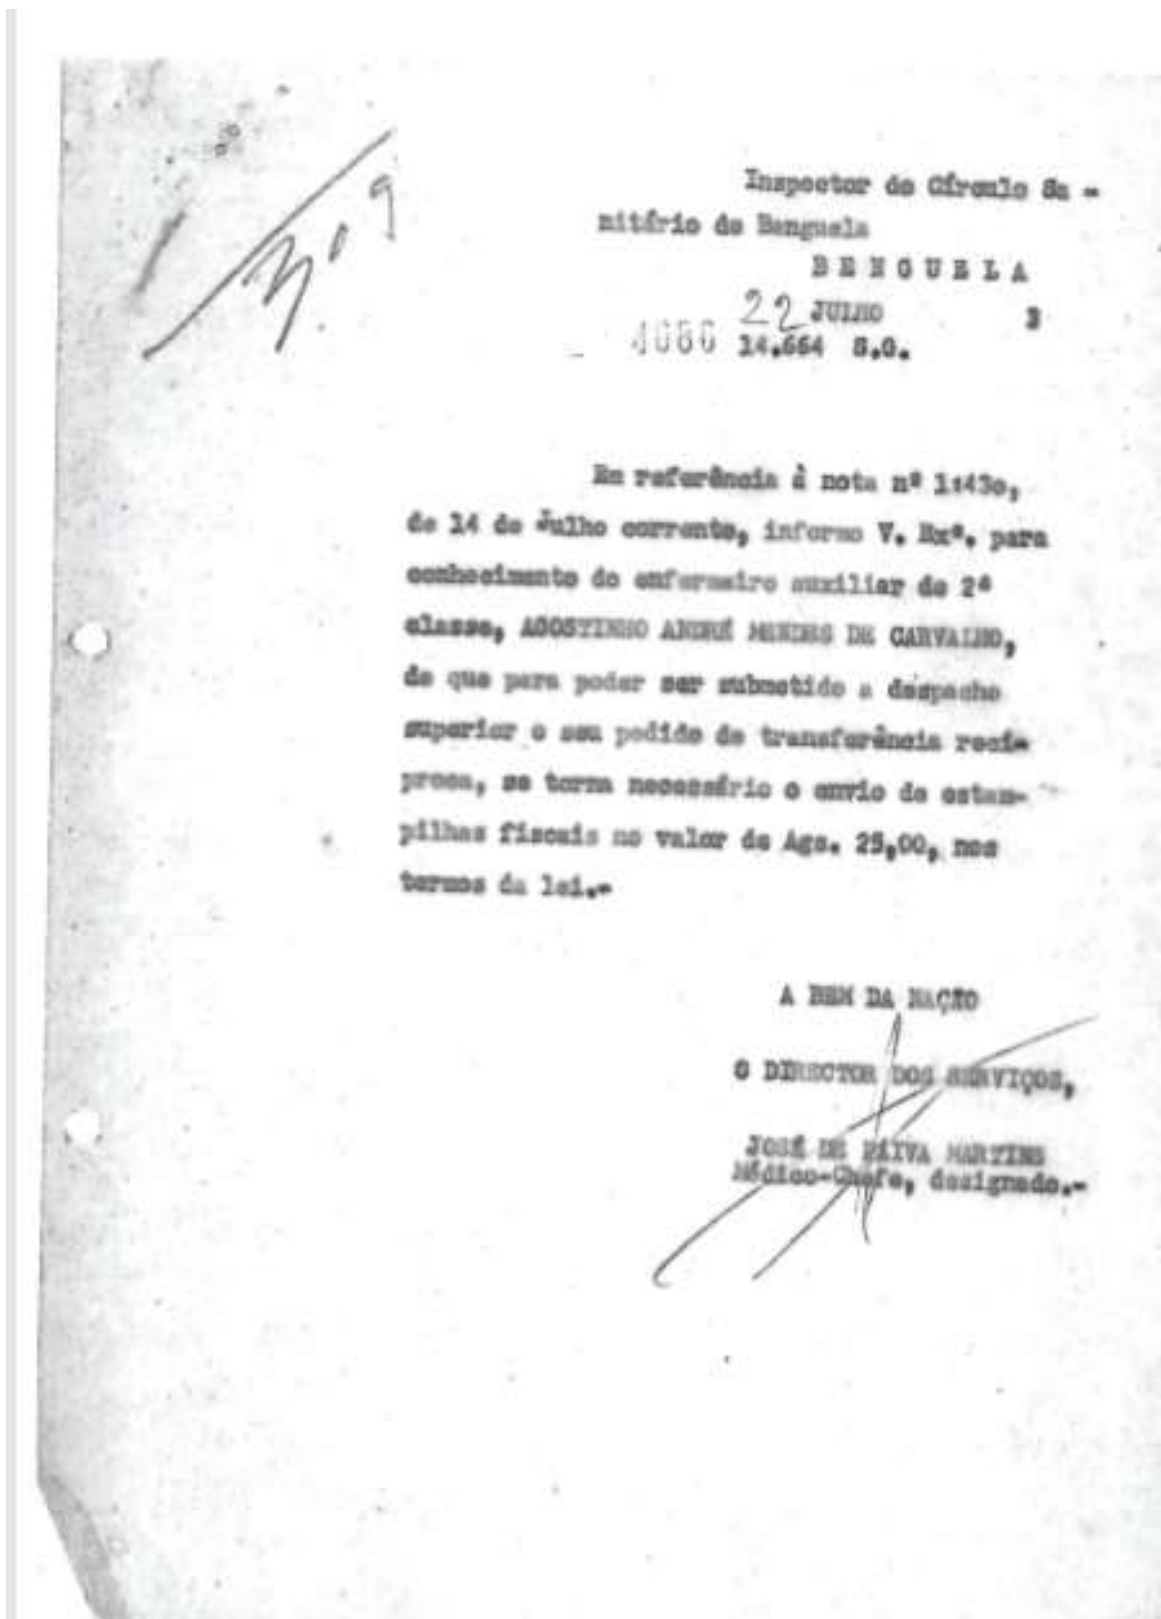 Inspector do Círculo Sa -
nitário de Benguela
B E N G U E L A
22 JULHO 3
14.664 S.G.
Em referência à nota nº 1:430,
de 14 de Julho corrente, informo V. Exª. para
conhecimento do enfermeiro auxiliar de 2ª
classe, AGOSTINHO ANDRÉ MENDES DE CARVALHO,
de que para poder ser submetido a despacho
superior o seu pedido de transferência recí-
proca, se torna necessário o envio de estam-
pilhas fiscais no valor de Ags. 25,00, nos
termos da lei.-
A BEM DA NAÇÃO
O DIRECTOR DOS SERVIÇOS,
JOSÉ DE PAIVA MARTINS
Médico-Chefe, designado.-